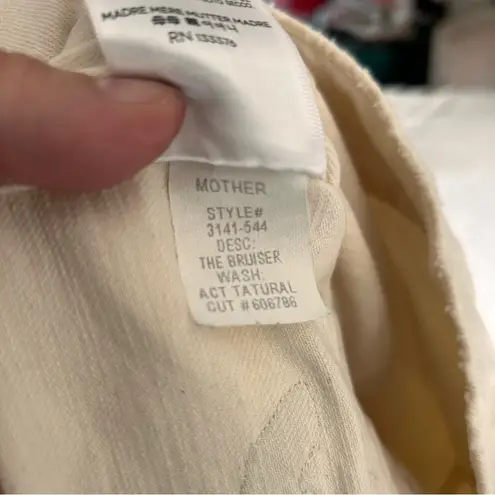 MADRE MERE MUTTER MADRE
RN 133376
MOTHER
STYLE#
3141-544
DESC:
THE BRUISER
WASH:
ACT TATURAL
CUT # 606786